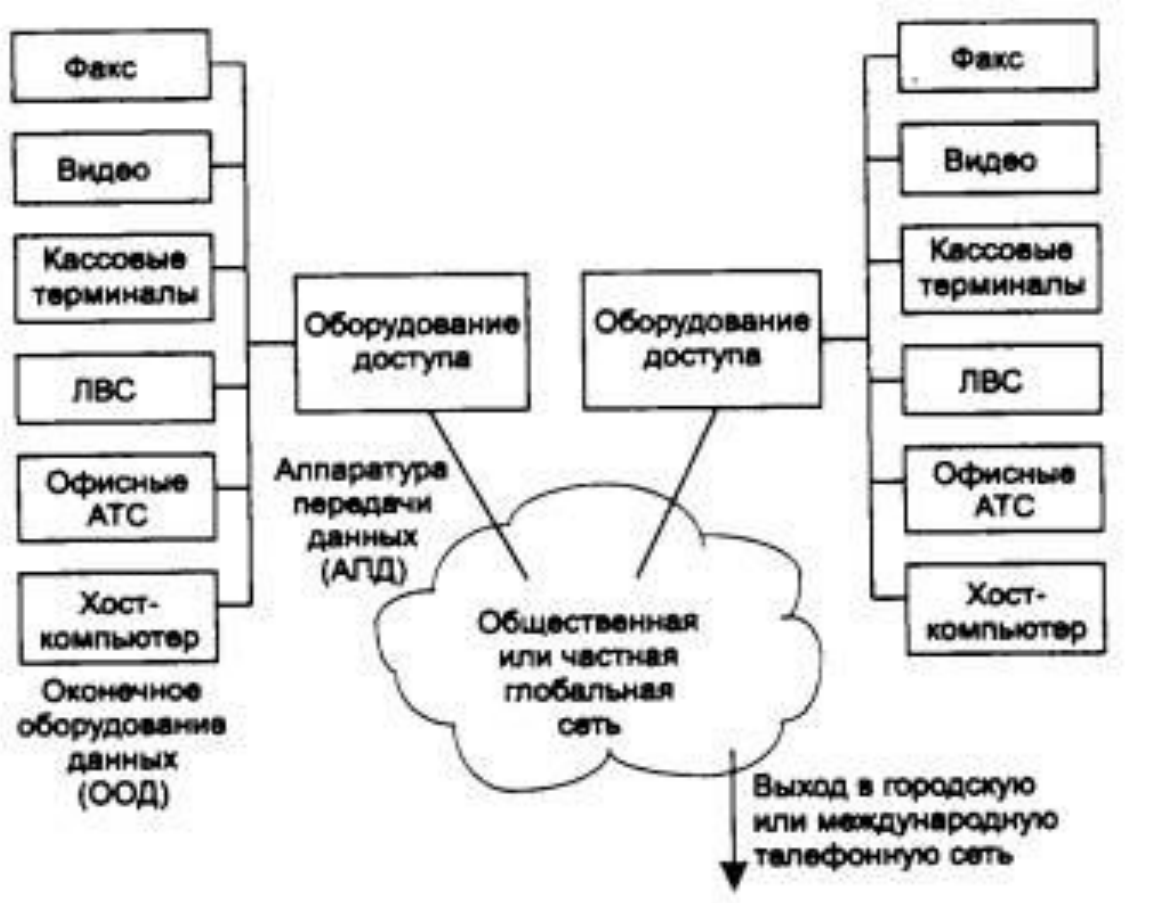 Факс
Видео
Кассовые
терминалы
ЛВС
Офисные
АТС
Хост-
компьютер
Оконечное
оборудование
данных
(ООД)
Оборудование
доступа
Аппаратура
передачи
данных
(АПД)
Оборудование
доступа
Общественная
или частная
глобальная
сеть
Выход в городскую
или международную
телефонную сеть
Факс
Видео
Кассовые
терминалы
ЛВС
Офисные
АТС
Хост-
компьютер